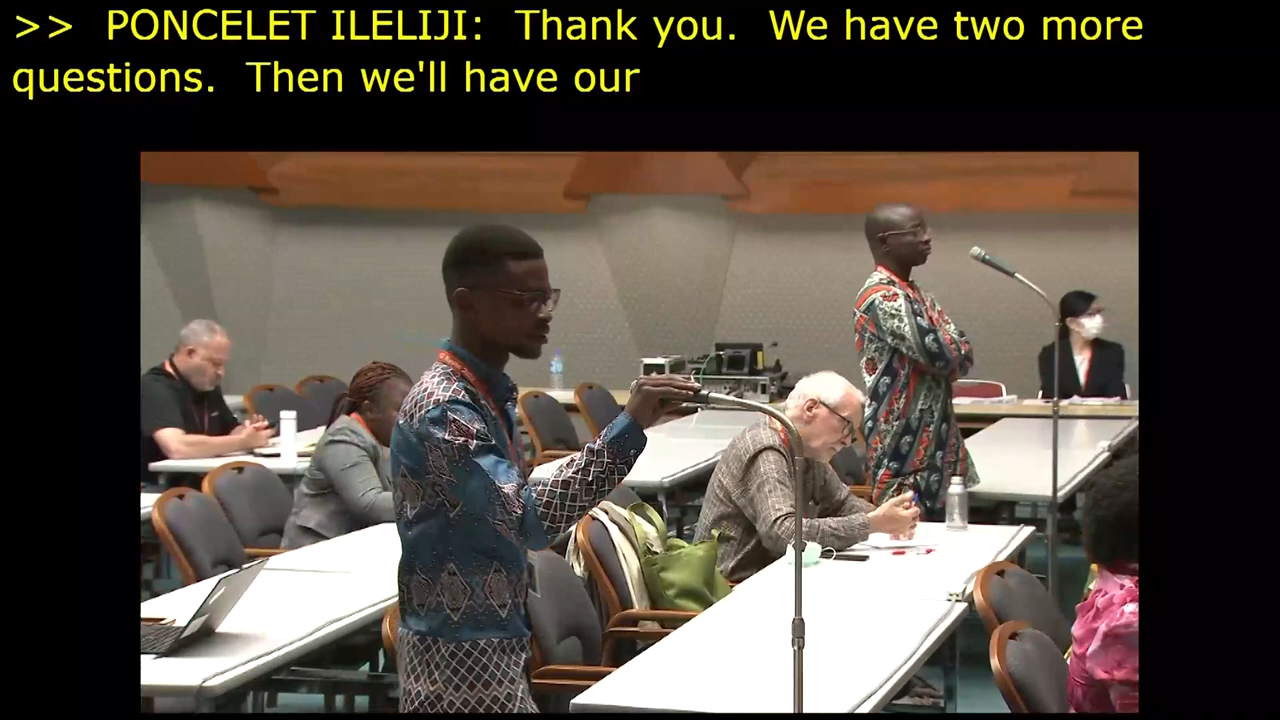 >>  PONCELET ILELIJI:  Thank you.  We have two more
questions.  Then we'll have our